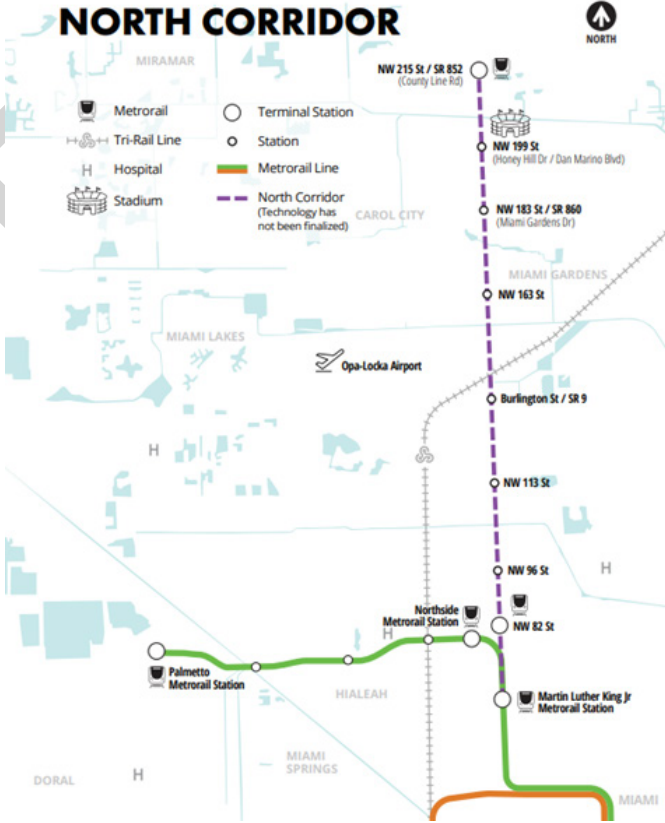 NORTH CORRIDOR
NORTH
MIRAMAR
NW 215 St / SR 852
(County Line Rd)
Metrorail
Terminal Station
Tri-Rail Line
Station
H
Hospital
Metrorail Line
Stadium
North Corridor
(Technology has
not been finalized)
NW 199 St
(Honey Hill Dr / Dan Marino Blvd)
CAROL CITY
NW 183 St / SR 860
(Miami Gardens Dr)
MIAMI GARDENS
NW 163 St
MIAMI LAKES
Opa-Locka Airport
Burlington St / SR 9
H
NW 113 St
NW 96 St
H
Northside
Metrorail Station
H
NW 82 St
Palmetto
Metrorail Station
HIALEAH
Martin Luther King Jr
Metrorail Station
MIAMI
SPRINGS
DORAL
H
MIAMI